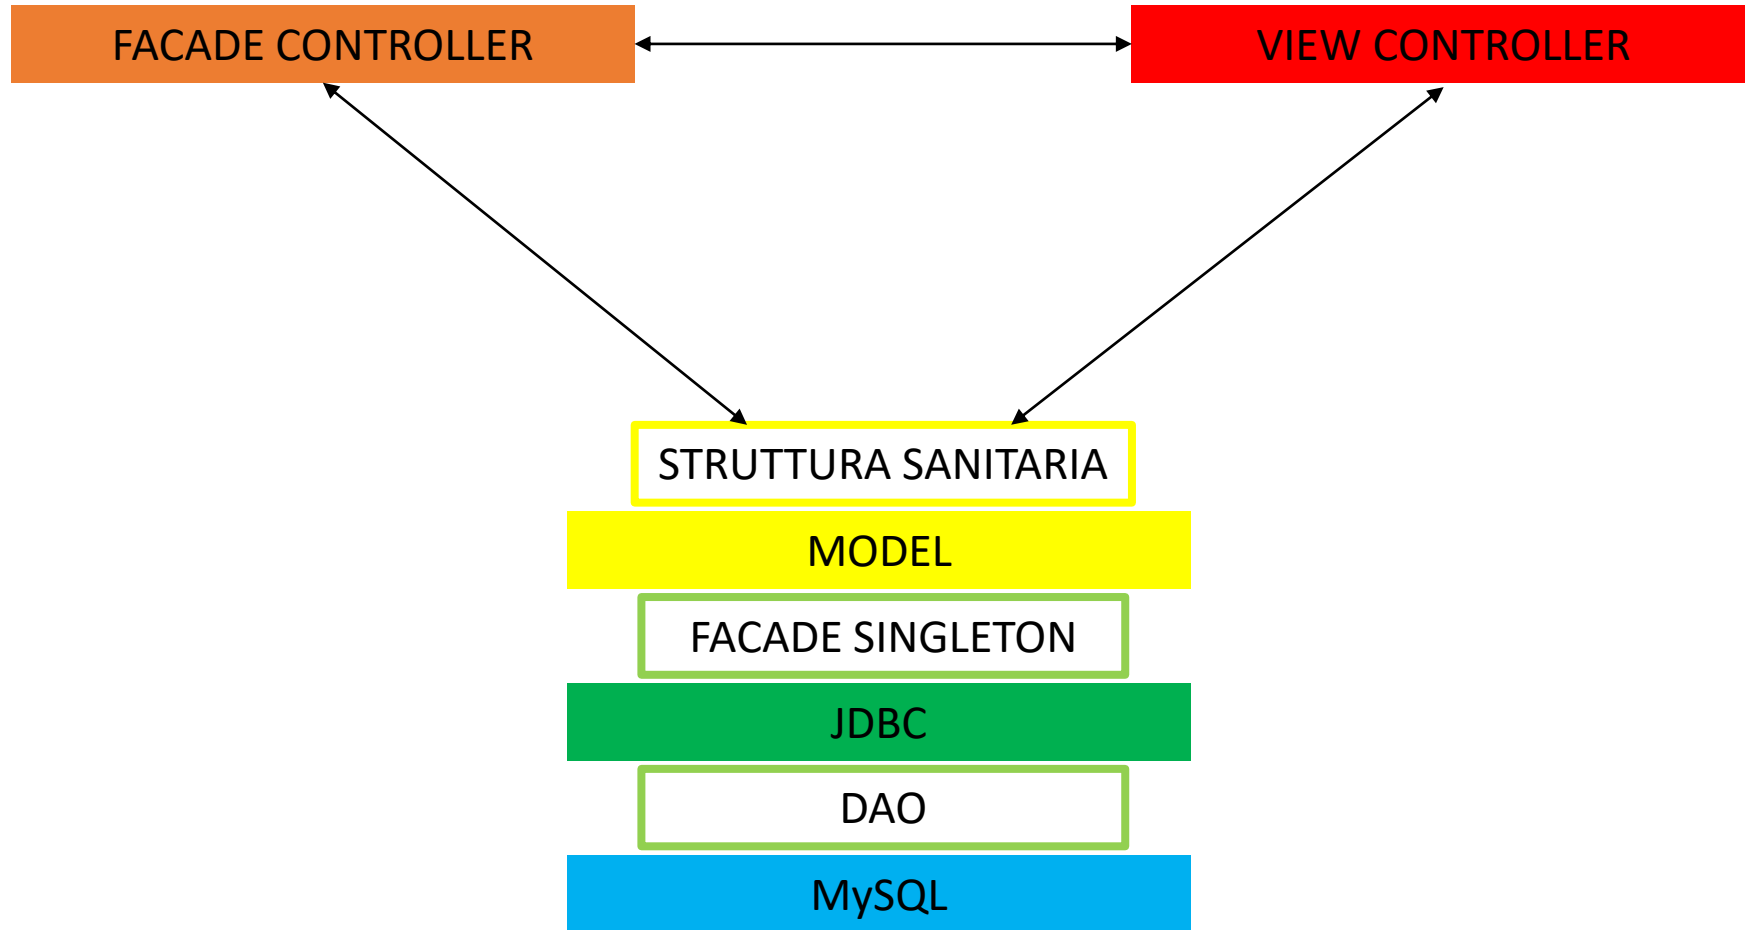 FACADE CONTROLLER
VIEW CONTROLLER
STRUTTURA SANITARIA
MODEL
FACADE SINGLETON
JDBC
DAO
MySQL